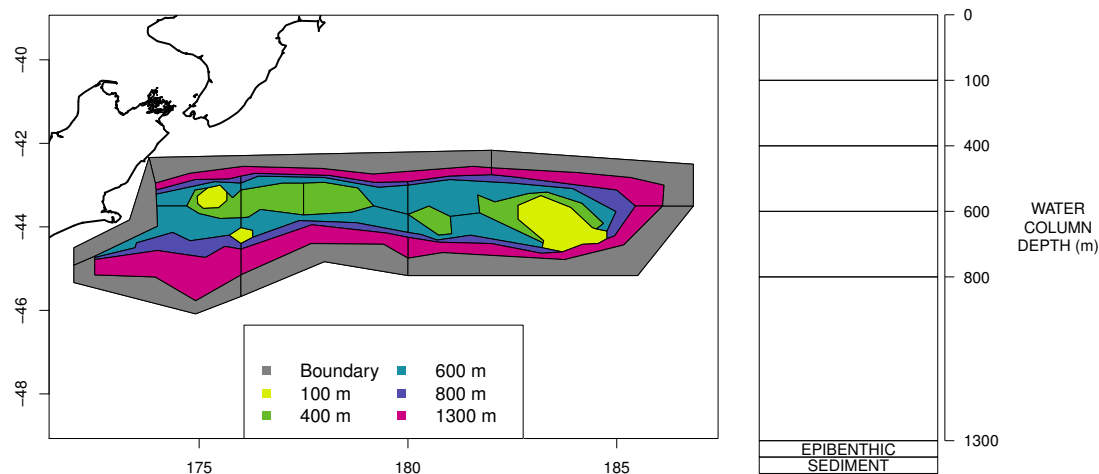 −40
−42
−44
−46
−48
175
180
185
Boundary
100 m
400 m
600 m
800 m
1300 m
0
100
400
600
800
1300
WATER
COLUMN
DEPTH (m)
EPIBENTHIC
SEDIMENT